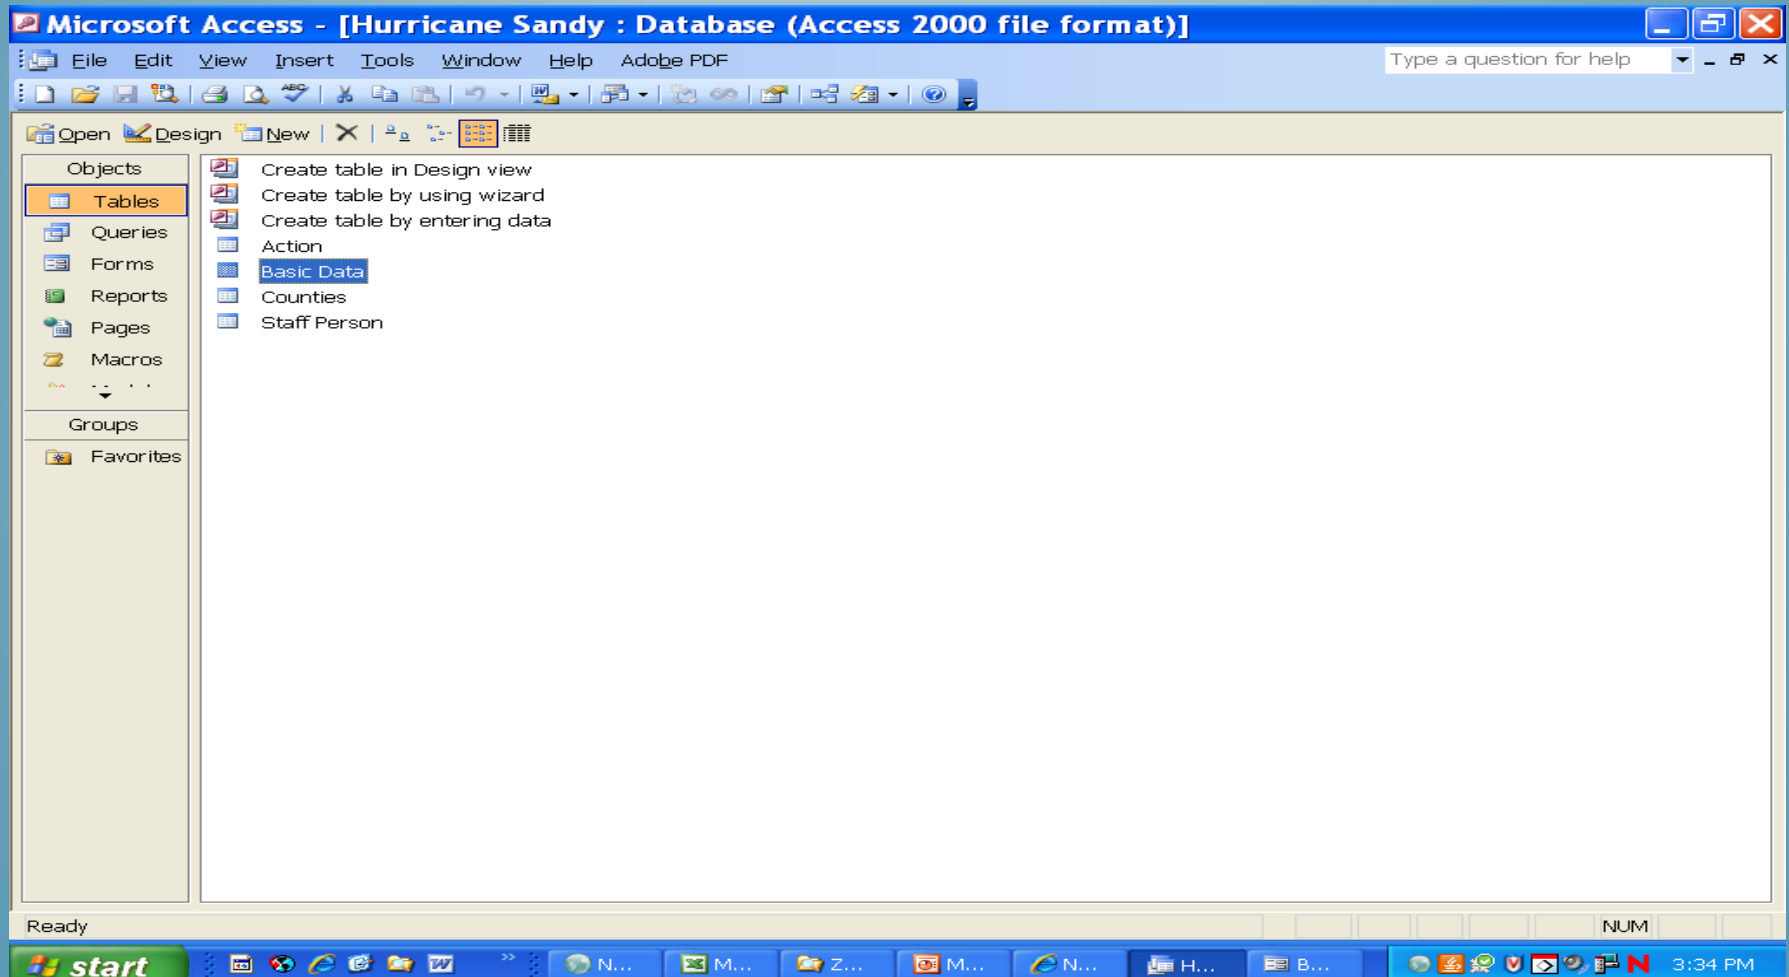 Microsoft Access - [Hurricane Sandy : Database (Access 2000 file format)]
File Edit View Insert Tools Window Help Adobe PDF Type a question for help
Open Design New
Objects
Tables
Queries
Forms
Reports
Pages
Macros
Groups
Favorites
Create table in Design view
Create table by using wizard
Create table by entering data
Action
Basic Data
Counties
Staff Person
Ready NUM
start N... M... Z... M... N... H... B... 3:34 PM